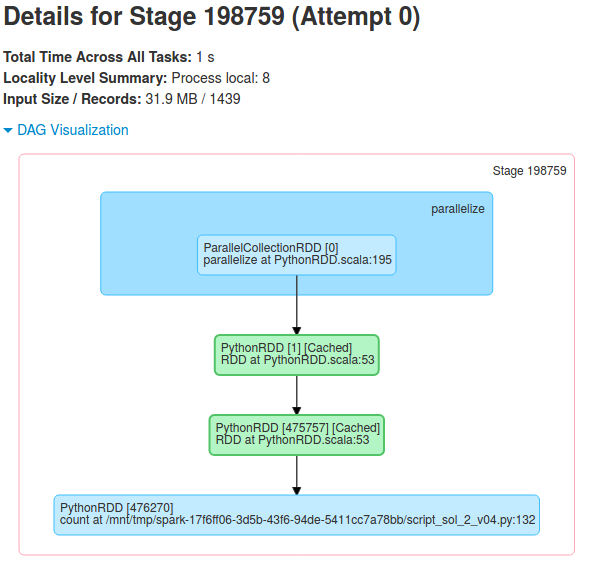 Details for Stage 198759 (Attempt 0)
Total Time Across All Tasks: 1 s
Locality Level Summary: Process local: 8
Input Size / Records: 31.9 MB / 1439
DAG Visualization
Stage 198759
parallelize
ParallelCollectionRDD [0]
parallelize at PythonRDD.scala:195
PythonRDD [1] [Cached]
RDD at PythonRDD.scala:53
PythonRDD [475757] [Cached]
RDD at PythonRDD.scala:53
PythonRDD [476270]
count at /mnt/tmp/spark-17f6ff06-3d5b-43f6-94de-5411cc7a78bb/script_sol_2_v04.py:132